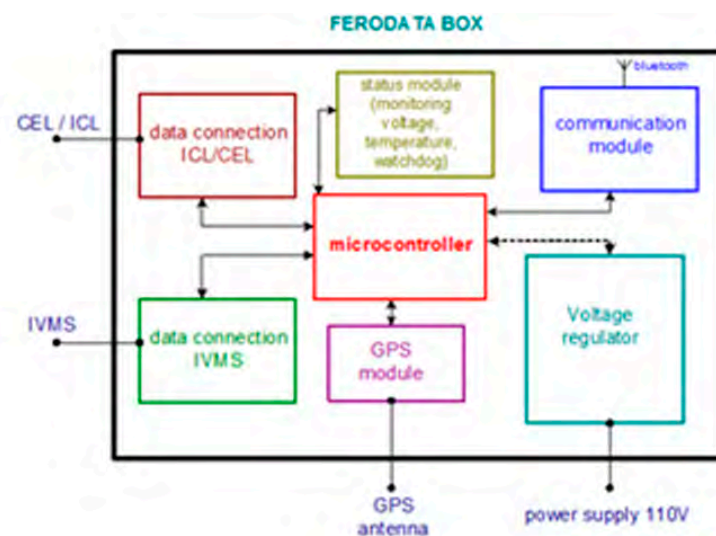 FERODATA BOX
bluetooth
CEL / ICL
data connection
ICL/CEL
status module
(monitoring
voltage,
temperature,
watchdog)
communication
module
microcontroller
IVMS
data connection
IVMS
GPS
module
Voltage
regulator
GPS
antenna
power supply 110V